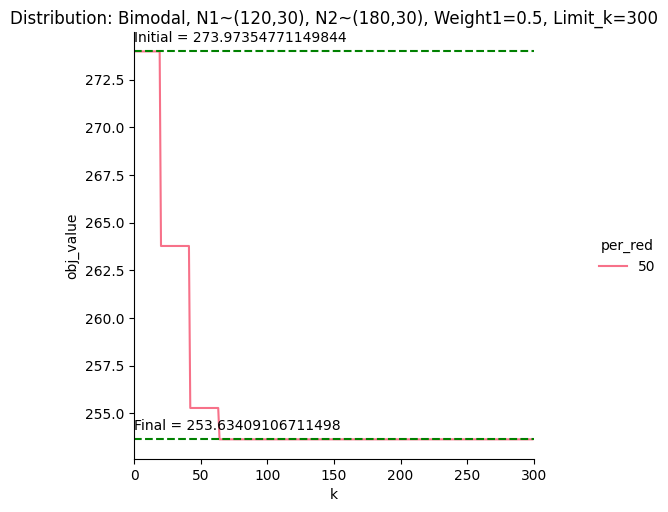 Distribution: Bimodal, N1~(120,30), N2~(180,30), Weight1=0.5, Limit_k=300
Initial = 273.97354771149844
272.5
270.0
267.5
265.0
262.5
260.0
257.5
255.0
obj_value
per_red
50
Final = 253.63409106711498
0 50 100 150 200 250 300
k